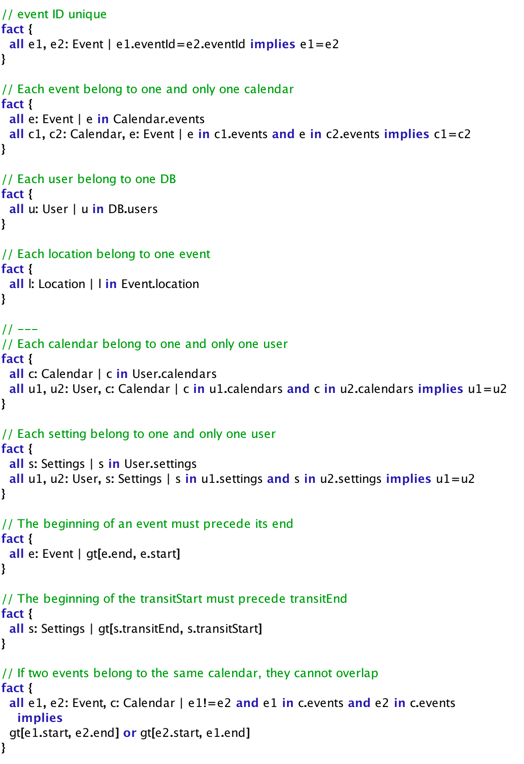 // event ID unique
fact {
all e1, e2: Event | e1.eventId=e2.eventId implies e1=e2
}
// Each event belong to one and only one calendar
fact {
all e: Event | e in Calendar.events
all c1, c2: Calendar, e: Event | e in c1.events and e in c2.events implies c1=c2
}
// Each user belong to one DB
fact {
all u: User | u in DB.users
}
// Each location belong to one event
fact {
all l: Location | l in Event.location
}
// ---
// Each calendar belong to one and only one user
fact {
all c: Calendar | c in User.calendars
all u1, u2: User, c: Calendar | c in u1.calendars and c in u2.calendars implies u1=u2
}
// Each setting belong to one and only one user
fact {
all s: Settings | s in User.settings
all u1, u2: User, s: Settings | s in u1.settings and s in u2.settings implies u1=u2
}
// The beginning of an event must precede its end
fact {
all e: Event | gt[e.end, e.start]
}
// The beginning of the transitStart must precede transitEnd
fact {
all s: Settings | gt[s.transitEnd, s.transitStart]
}
// If two events belong to the same calendar, they cannot overlap
fact {
all e1, e2: Event, c: Calendar | e1!=e2 and e1 in c.events and e2 in c.events
implies
gt[e1.start, e2.end] or gt[e2.start, e1.end]
}